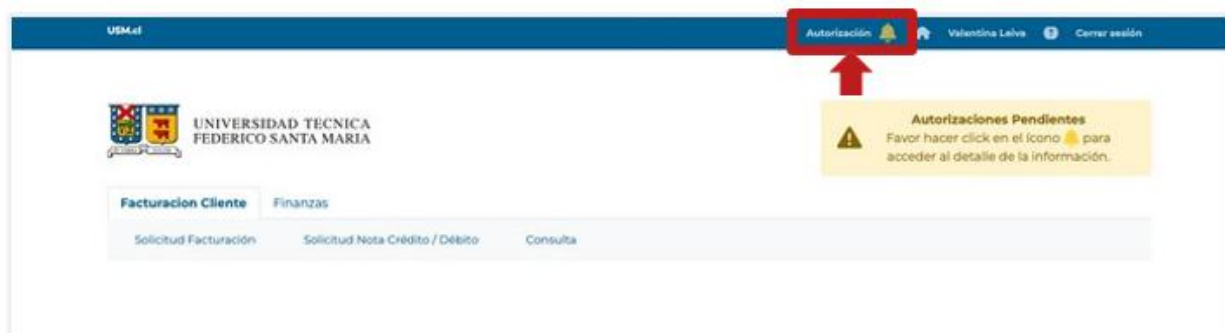 USM.cl
Autorización
Valentina Leiva
Cerrar sesión
UNIVERSIDAD TECNICA
FEDERICO SANTA MARIA
Autorizaciones Pendientes
Favor hacer click en el ícono para
acceder al detalle de la información.
Facturacion Cliente Finanzas
Solicitud Facturación Solicitud Nota Crédito / Débito Consulta